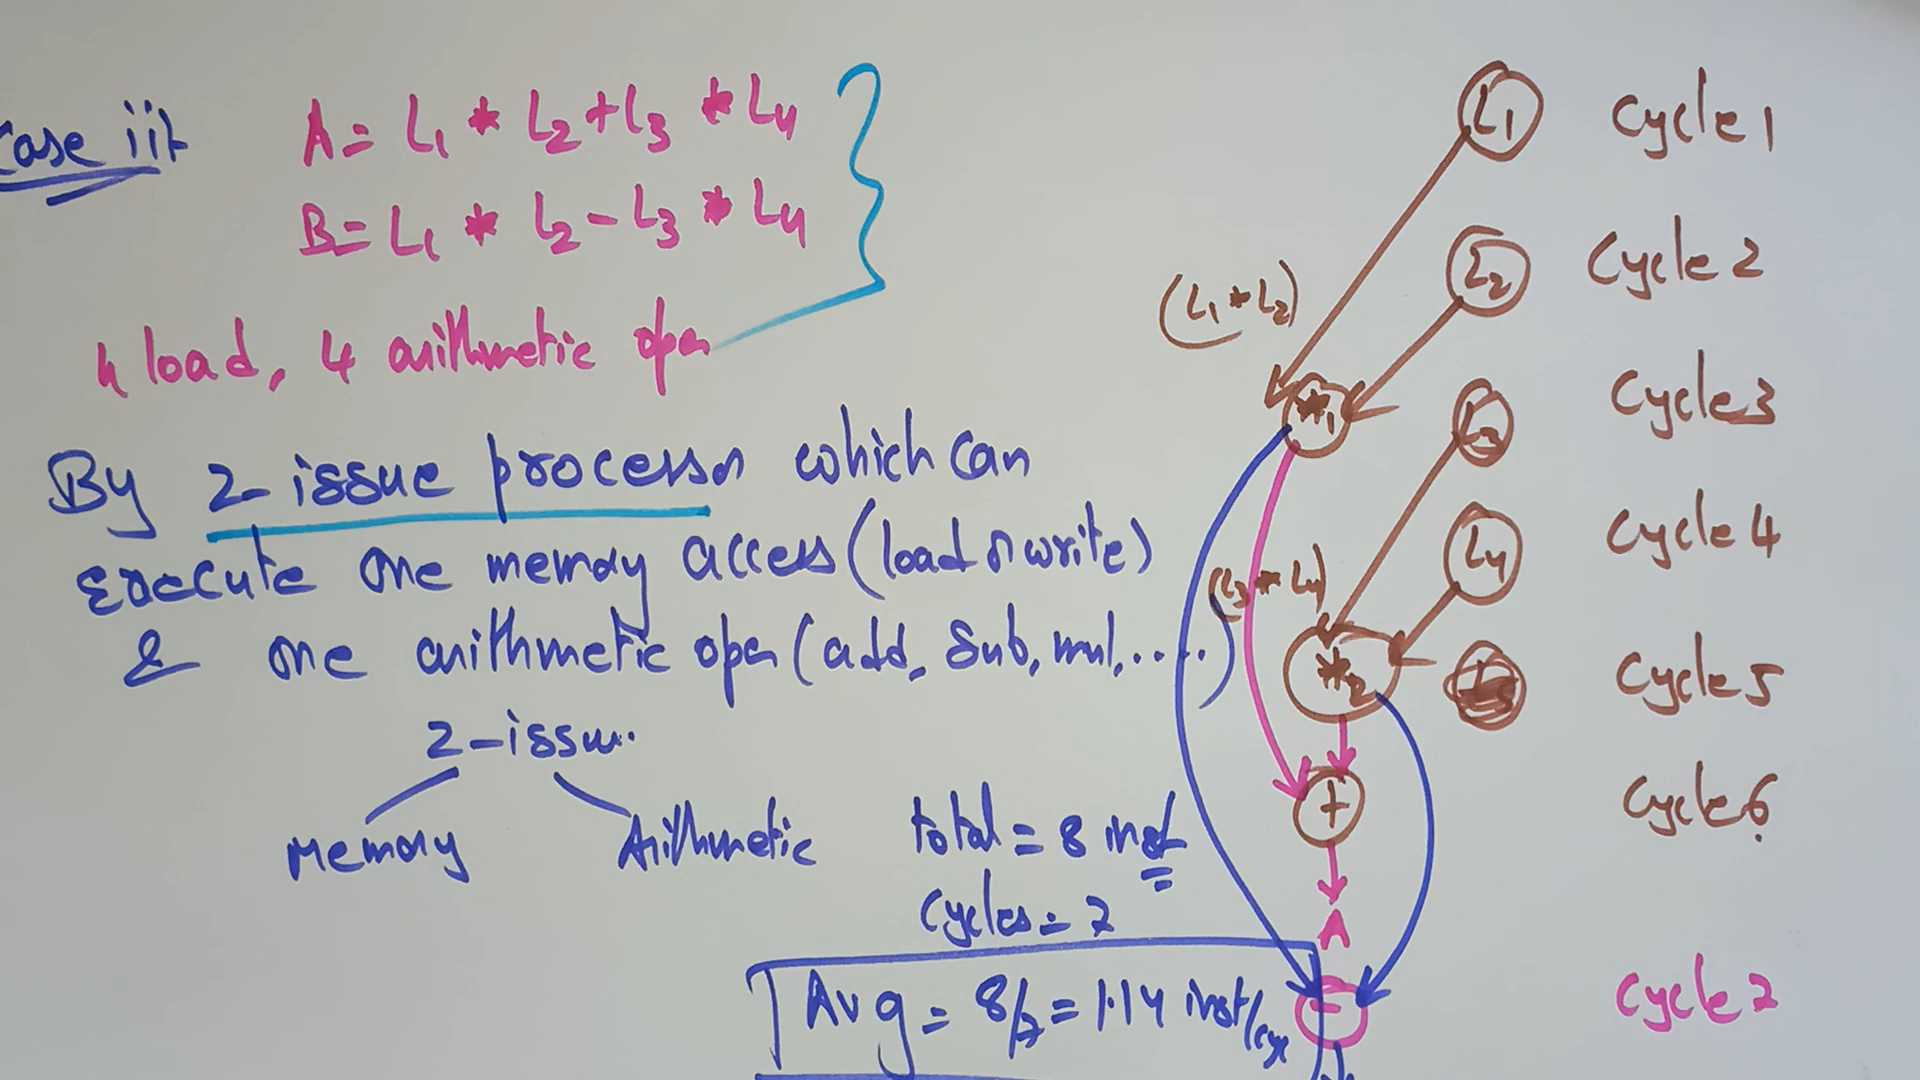 Case iii
A = L1 * L2 + L3 * L4
B = L1 * L2 - L3 * L4
4 load, 4 arithmetic open
By 2-issue processor which can
execute one memory access (load or write)
& one arithmetic open (add, sub, mul, .....)
2-issue.
Memory Arithmetic
total = 8 inst
Cycles = 7
Avg = 8/7 = 1.14 inst/cyc
L1 Cycle 1
L2 Cycle 2
(L1 * L2)
*1 L3 Cycle 3
L4 Cycle 4
(L3 * L4)
*2 Cycle 5
+ Cycle 6
A
- Cycle 7